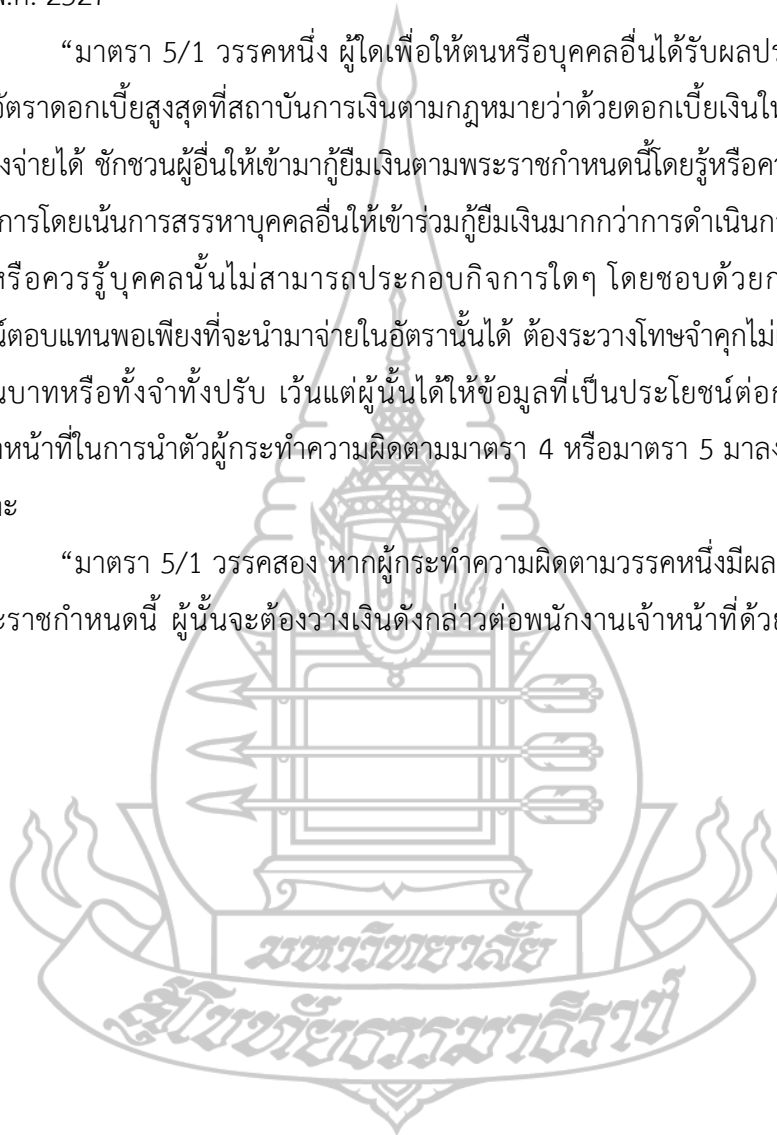 พ.ศ. 2527
“มาตรา 5/1 วรรคหนึ่ง ผู้ใดเพื่อให้ตนหรือบุคคลอื่นได้รับผลปร
อัตราดอกเบี้ยสูงสุดที่สถาบันการเงินตามกฎหมายว่าด้วยดอกเบี้ยเงินให้
งจ่ายได้ ชักชวนผู้อื่นให้เข้ามากู้ยืมเงินตามพระราชกำหนดนี้โดยรู้หรือคว
การโดยเน้นการสรรหาบุคคลอื่นให้เข้าร่วมกู้ยืมเงินมากกว่าการดำเนินก
หรือควรรู้บุคคลนั้นไม่สามารถประกอบกิจการใดๆ โดยชอบด้วยก
น์ตอบแทนพอเพียงที่จะนำมาจ่ายในอัตรานั้นได้ ต้องระวางโทษจำคุกไม่
นบาทหรือทั้งจำทั้งปรับ เว้นแต่ผู้นั้นได้ให้ข้อมูลที่เป็นประโยชน์ต่อก
าหน้าที่ในการนำตัวผู้กระทำความผิดตามมาตรา 4 หรือมาตรา 5 มาลง
าะ
“มาตรา 5/1 วรรคสอง หากผู้กระทำความผิดตามวรรคหนึ่งมีผล
ะราชกำหนดนี้ ผู้นั้นจะต้องวางเงินดังกล่าวต่อพนักงานเจ้าหน้าที่ด้วย
มหาวิทยาลัย
สุโขทัยธรรมาธิราช